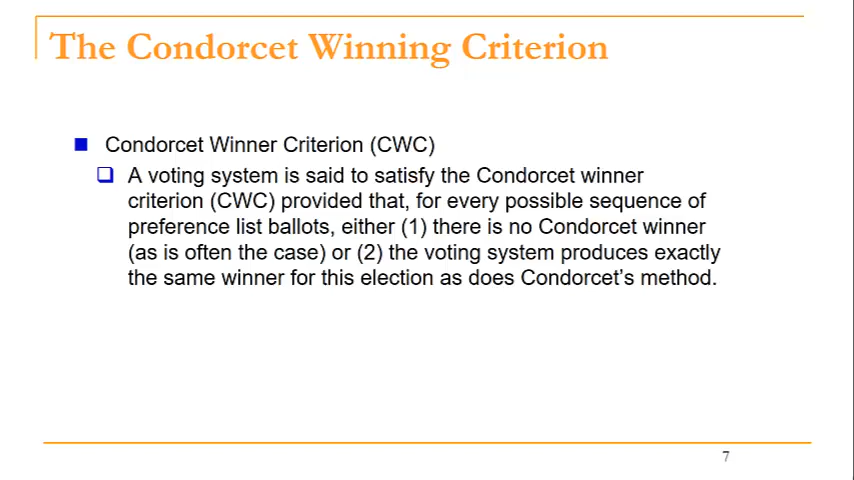 The Condorcet Winning Criterion
Condorcet Winner Criterion (CWC)
A voting system is said to satisfy the Condorcet winner
criterion (CWC) provided that, for every possible sequence of
preference list ballots, either (1) there is no Condorcet winner
(as is often the case) or (2) the voting system produces exactly
the same winner for this election as does Condorcet's method.
7